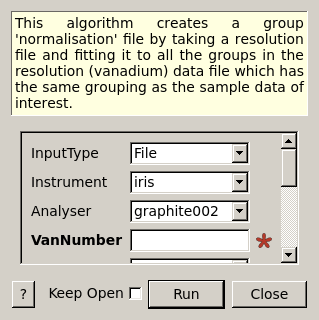 This algorithm creates a group
'normalisation' file by taking a resolution
file and fitting it to all the groups in the
resolution (vanadium) data file which has
the same grouping as the sample data of
interest.
InputType File
Instrument iris
Analyser graphite002
VanNumber
? Keep Open Run Close